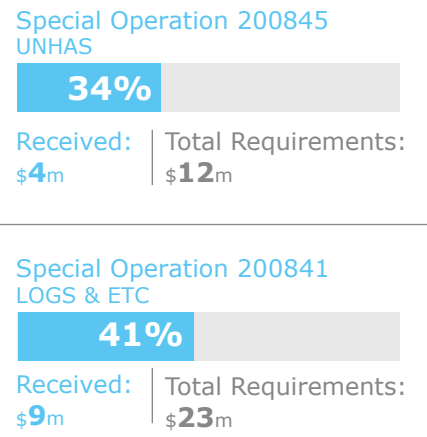 Special Operation 200845
UNHAS
34%
Received:
$4m
Total Requirements:
$12m
Special Operation 200841
LOGS & ETC
41%
Received:
$9m
Total Requirements:
$23m